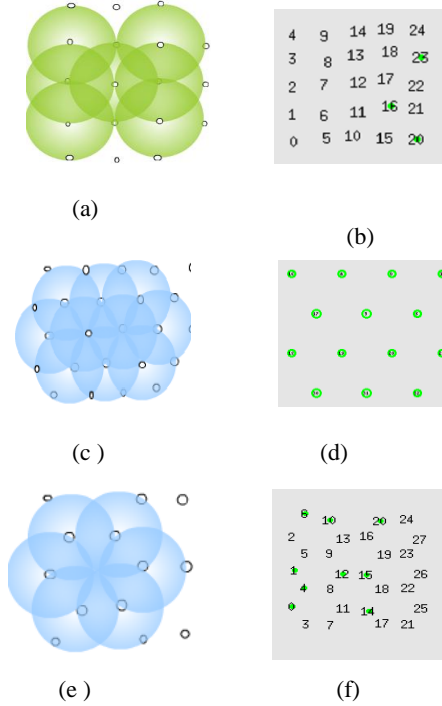 4 9 14 19 24
3 8 13 18 23
2 7 12 17 22
1 6 11 16 21
0 5 10 15 20
(a)
(b)
(c )
(d)
6 10 20 24
2 13 16 27
5 9 19 23
1 12 15 26
4 8 18 22
0 11 14 25
3 7 17 21
(e )
(f)